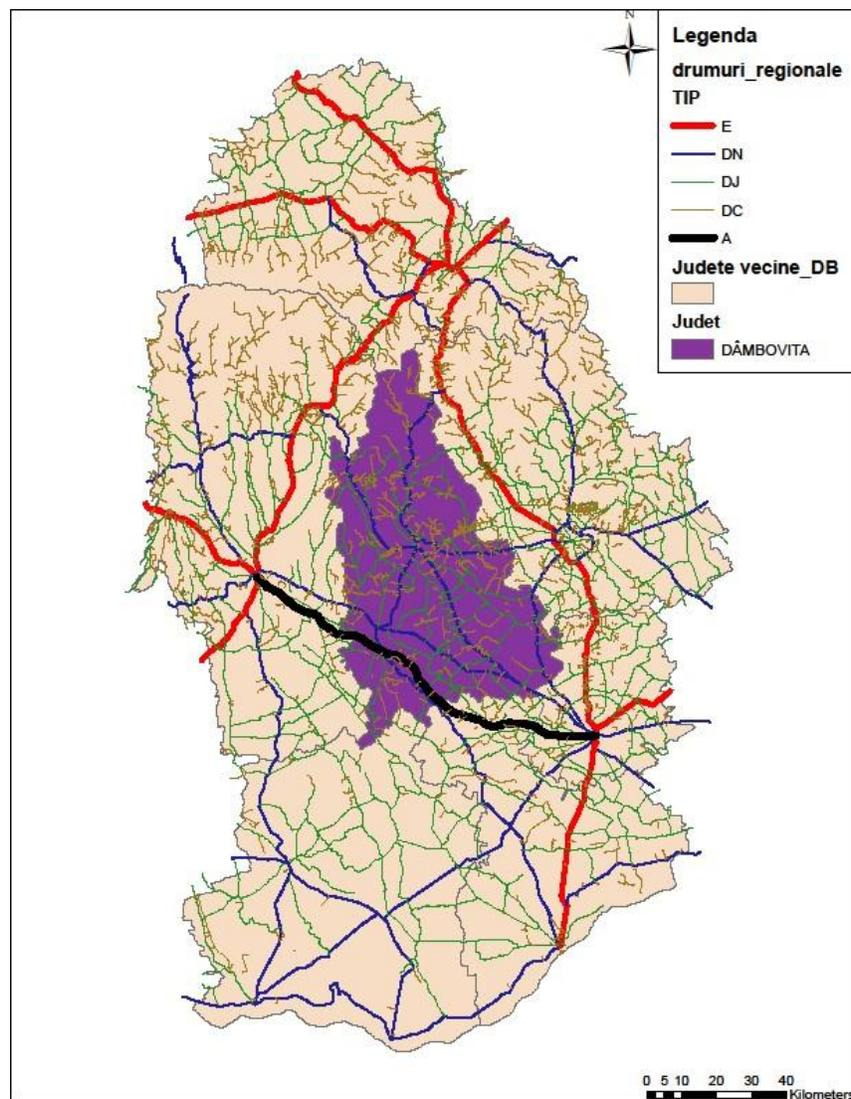 N
Legenda
drumuri_regionale
TIP
E
DN
DJ
DC
A
Judete vecine_DB
Judet
DÂMBOVITA
0 5 10 20 30 40
Kilometers